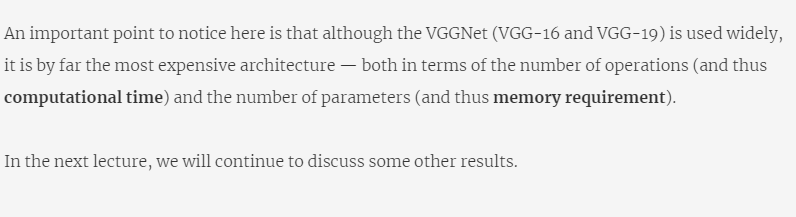 An important point to notice here is that although the VGGNet (VGG-16 and VGG-19) is used widely,
it is by far the most expensive architecture — both in terms of the number of operations (and thus
computational time) and the number of parameters (and thus memory requirement).
In the next lecture, we will continue to discuss some other results.